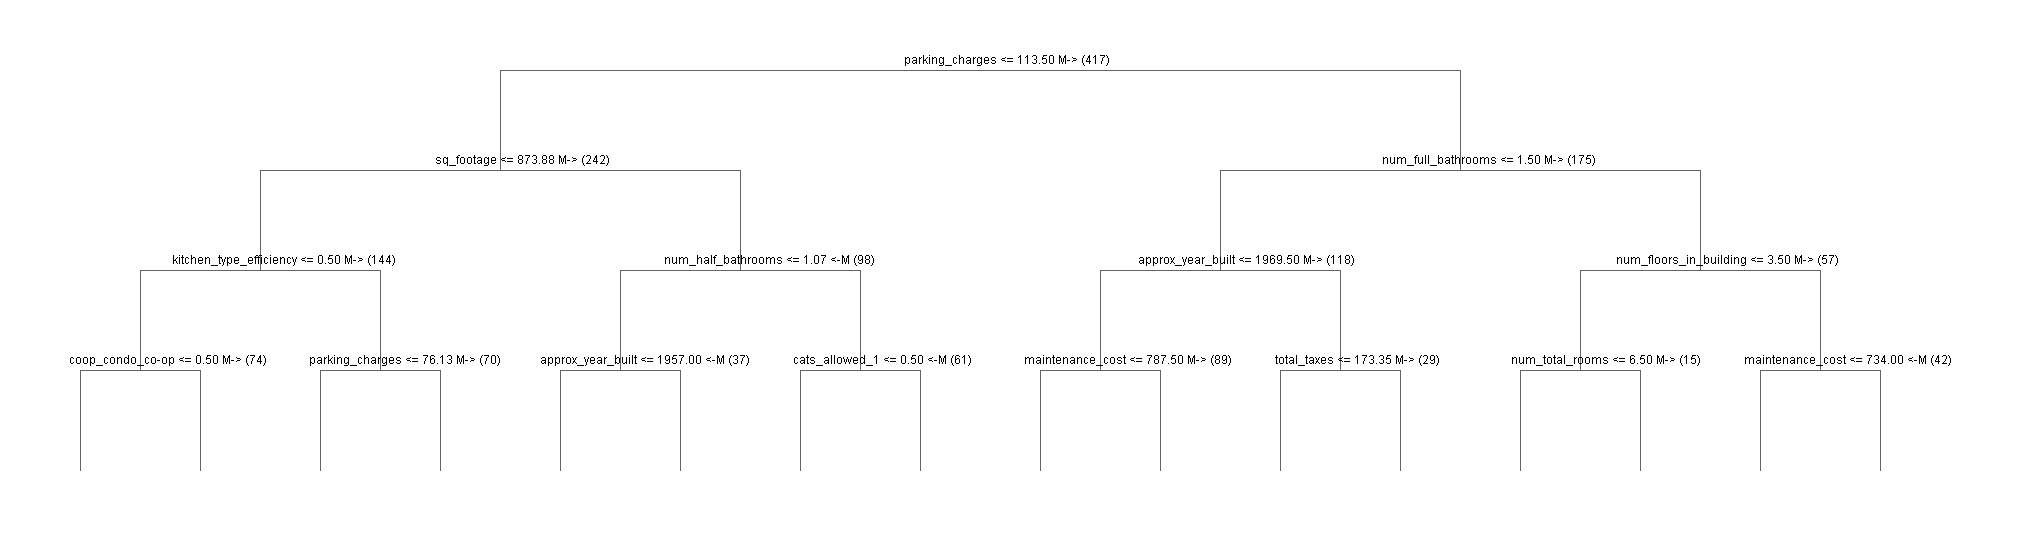 parking_charges <= 113.50 M-> (417)
sq_footage <= 873.88 M-> (242)
num_full_bathrooms <= 1.50 M-> (175)
kitchen_type_efficiency <= 0.50 M-> (144)
num_half_bathrooms <= 1.07 <-M (98)
approx_year_built <= 1969.50 M-> (118)
num_floors_in_building <= 3.50 M-> (57)
coop_condo_co-op <= 0.50 M-> (74)
parking_charges <= 76.13 M-> (70)
approx_year_built <= 1957.00 <-M (37)
cats_allowed_1 <= 0.50 <-M (61)
maintenance_cost <= 787.50 M-> (89)
total_taxes <= 173.35 M-> (29)
num_total_rooms <= 6.50 M-> (15)
maintenance_cost <= 734.00 <-M (42)